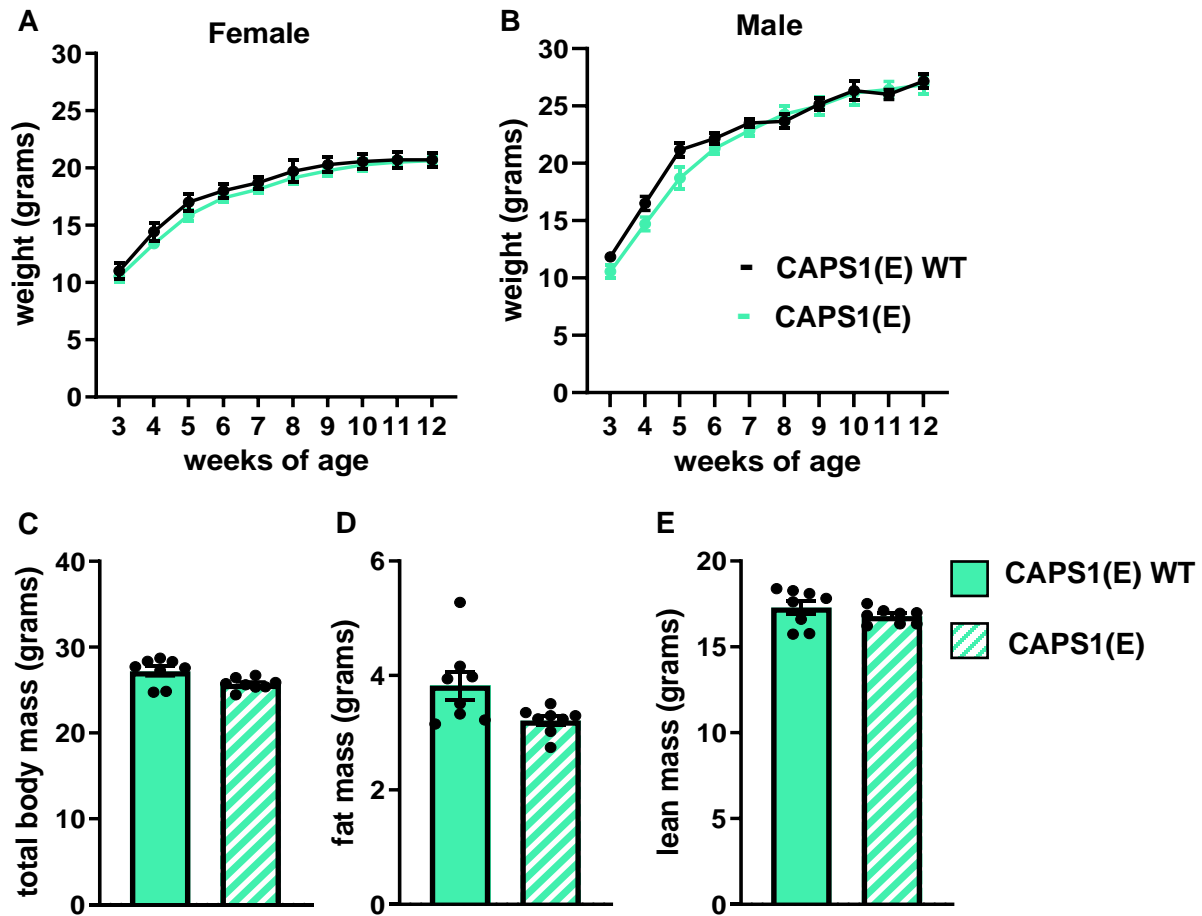 A
Female
weight (grams)
30
25
20
15
10
5
0
3 4 5 6 7 8 9 10 11 12
weeks of age
B
Male
weight (grams)
30
25
20
15
10
5
0
CAPS1(E) WT
CAPS1(E)
3 4 5 6 7 8 9 10 11 12
weeks of age
C
total body mass (grams)
40
30
20
10
0
D
fat mass (grams)
6
4
2
0
E
lean mass (grams)
20
15
10
5
0
CAPS1(E) WT
CAPS1(E)